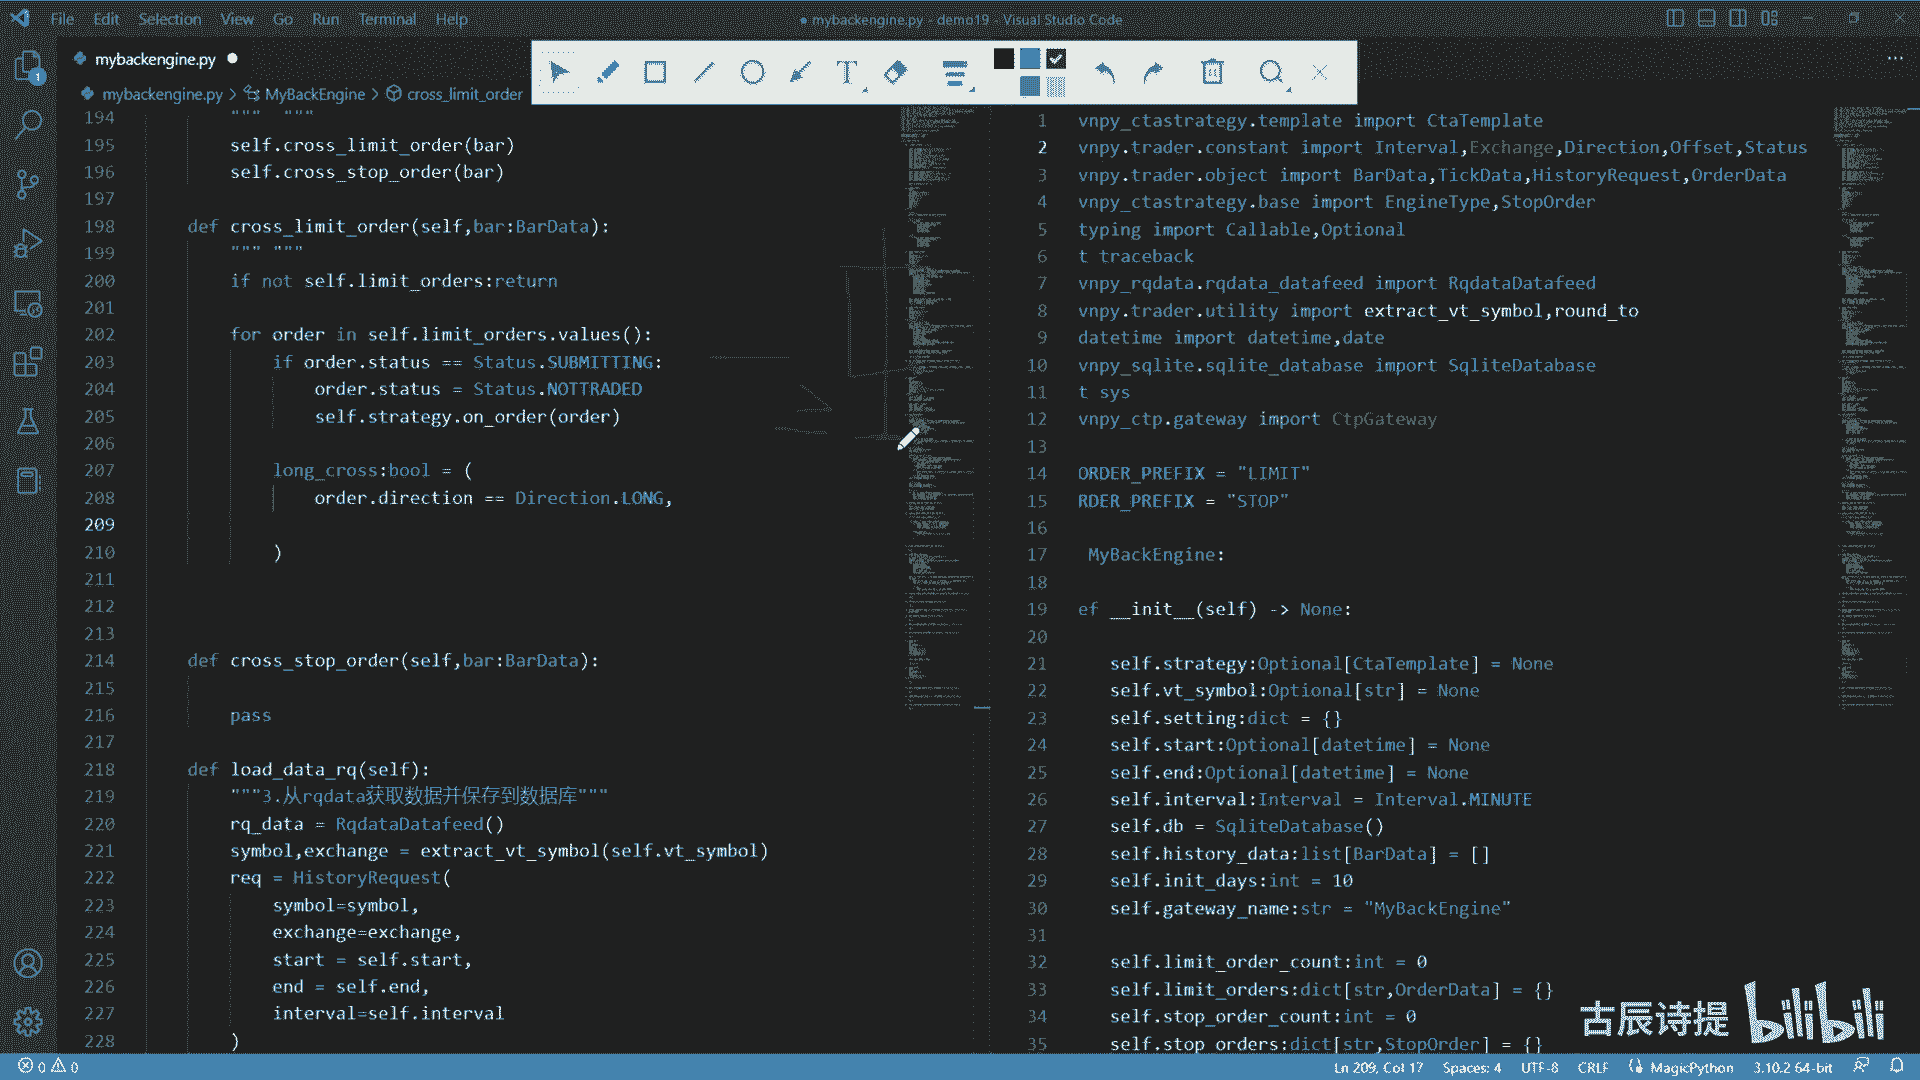 File Edit Selection View Go Run Terminal Help
● mybackengine.py - demo19 - Visual Studio Code
mybackengine.py
mybackengine.py > MyBackEngine > cross_limit_order
1
194 """ """
195 self.cross_limit_order(bar)
196 self.cross_stop_order(bar)
197
198 def cross_limit_order(self,bar:BarData):
199 """ """
200 if not self.limit_orders:return
201
202 for order in self.limit_orders.values():
203 if order.status == Status.SUBMITTING:
204 order.status = Status.NOTTRADED
205 self.strategy.on_order(order)
206
207 long_cross:bool = (
208 order.direction == Direction.LONG,
209
210 )
211
212
213
214 def cross_stop_order(self,bar:BarData):
215
216 pass
217
218 def load_data_rq(self):
219 """3.从rqdata获取数据并保存到数据库"""
220 rq_data = RqdataDatafeed()
221 symbol,exchange = extract_vt_symbol(self.vt_symbol)
222 req = HistoryRequest(
223 symbol=symbol,
224 exchange=exchange,
225 start = self.start,
226 end = self.end,
227 interval=self.interval
228 )
1 vnpy_ctastrategy.template import CtaTemplate
2 vnpy.trader.constant import Interval,Exchange,Direction,Offset,Status
3 vnpy.trader.object import BarData,TickData,HistoryRequest,OrderData
4 vnpy_ctastrategy.base import EngineType,StopOrder
5 typing import Callable,Optional
6 t traceback
7 vnpy_rqdata.rqdata_datafeed import RqdataDatafeed
8 vnpy.trader.utility import extract_vt_symbol,round_to
9 datetime import datetime,date
10 vnpy_sqlite.sqlite_database import SqliteDatabase
11 t sys
12 vnpy_ctp.gateway import CtpGateway
13
14 ORDER_PREFIX = "LIMIT"
15 RDER_PREFIX = "STOP"
16
17 MyBackEngine:
18
19 ef __init__(self) -> None:
20
21 self.strategy:Optional[CtaTemplate] = None
22 self.vt_symbol:Optional[str] = None
23 self.setting:dict = {}
24 self.start:Optional[datetime] = None
25 self.end:Optional[datetime] = None
26 self.interval:Interval = Interval.MINUTE
27 self.db = SqliteDatabase()
28 self.history_data:list[BarData] = []
29 self.init_days:int = 10
30 self.gateway_name:str = "MyBackEngine"
31
32 self.limit_order_count:int = 0
33 self.limit_orders:dict[str,OrderData] = {}
34 self.stop_order_count:int = 0
35 self.stop_orders:dict[str,StopOrder] = {}
古辰诗提 bilibili
0 0 Ln 209, Col 17 Spaces: 4 UTF-8 CRLF MagicPython 3.10.2 64-bit